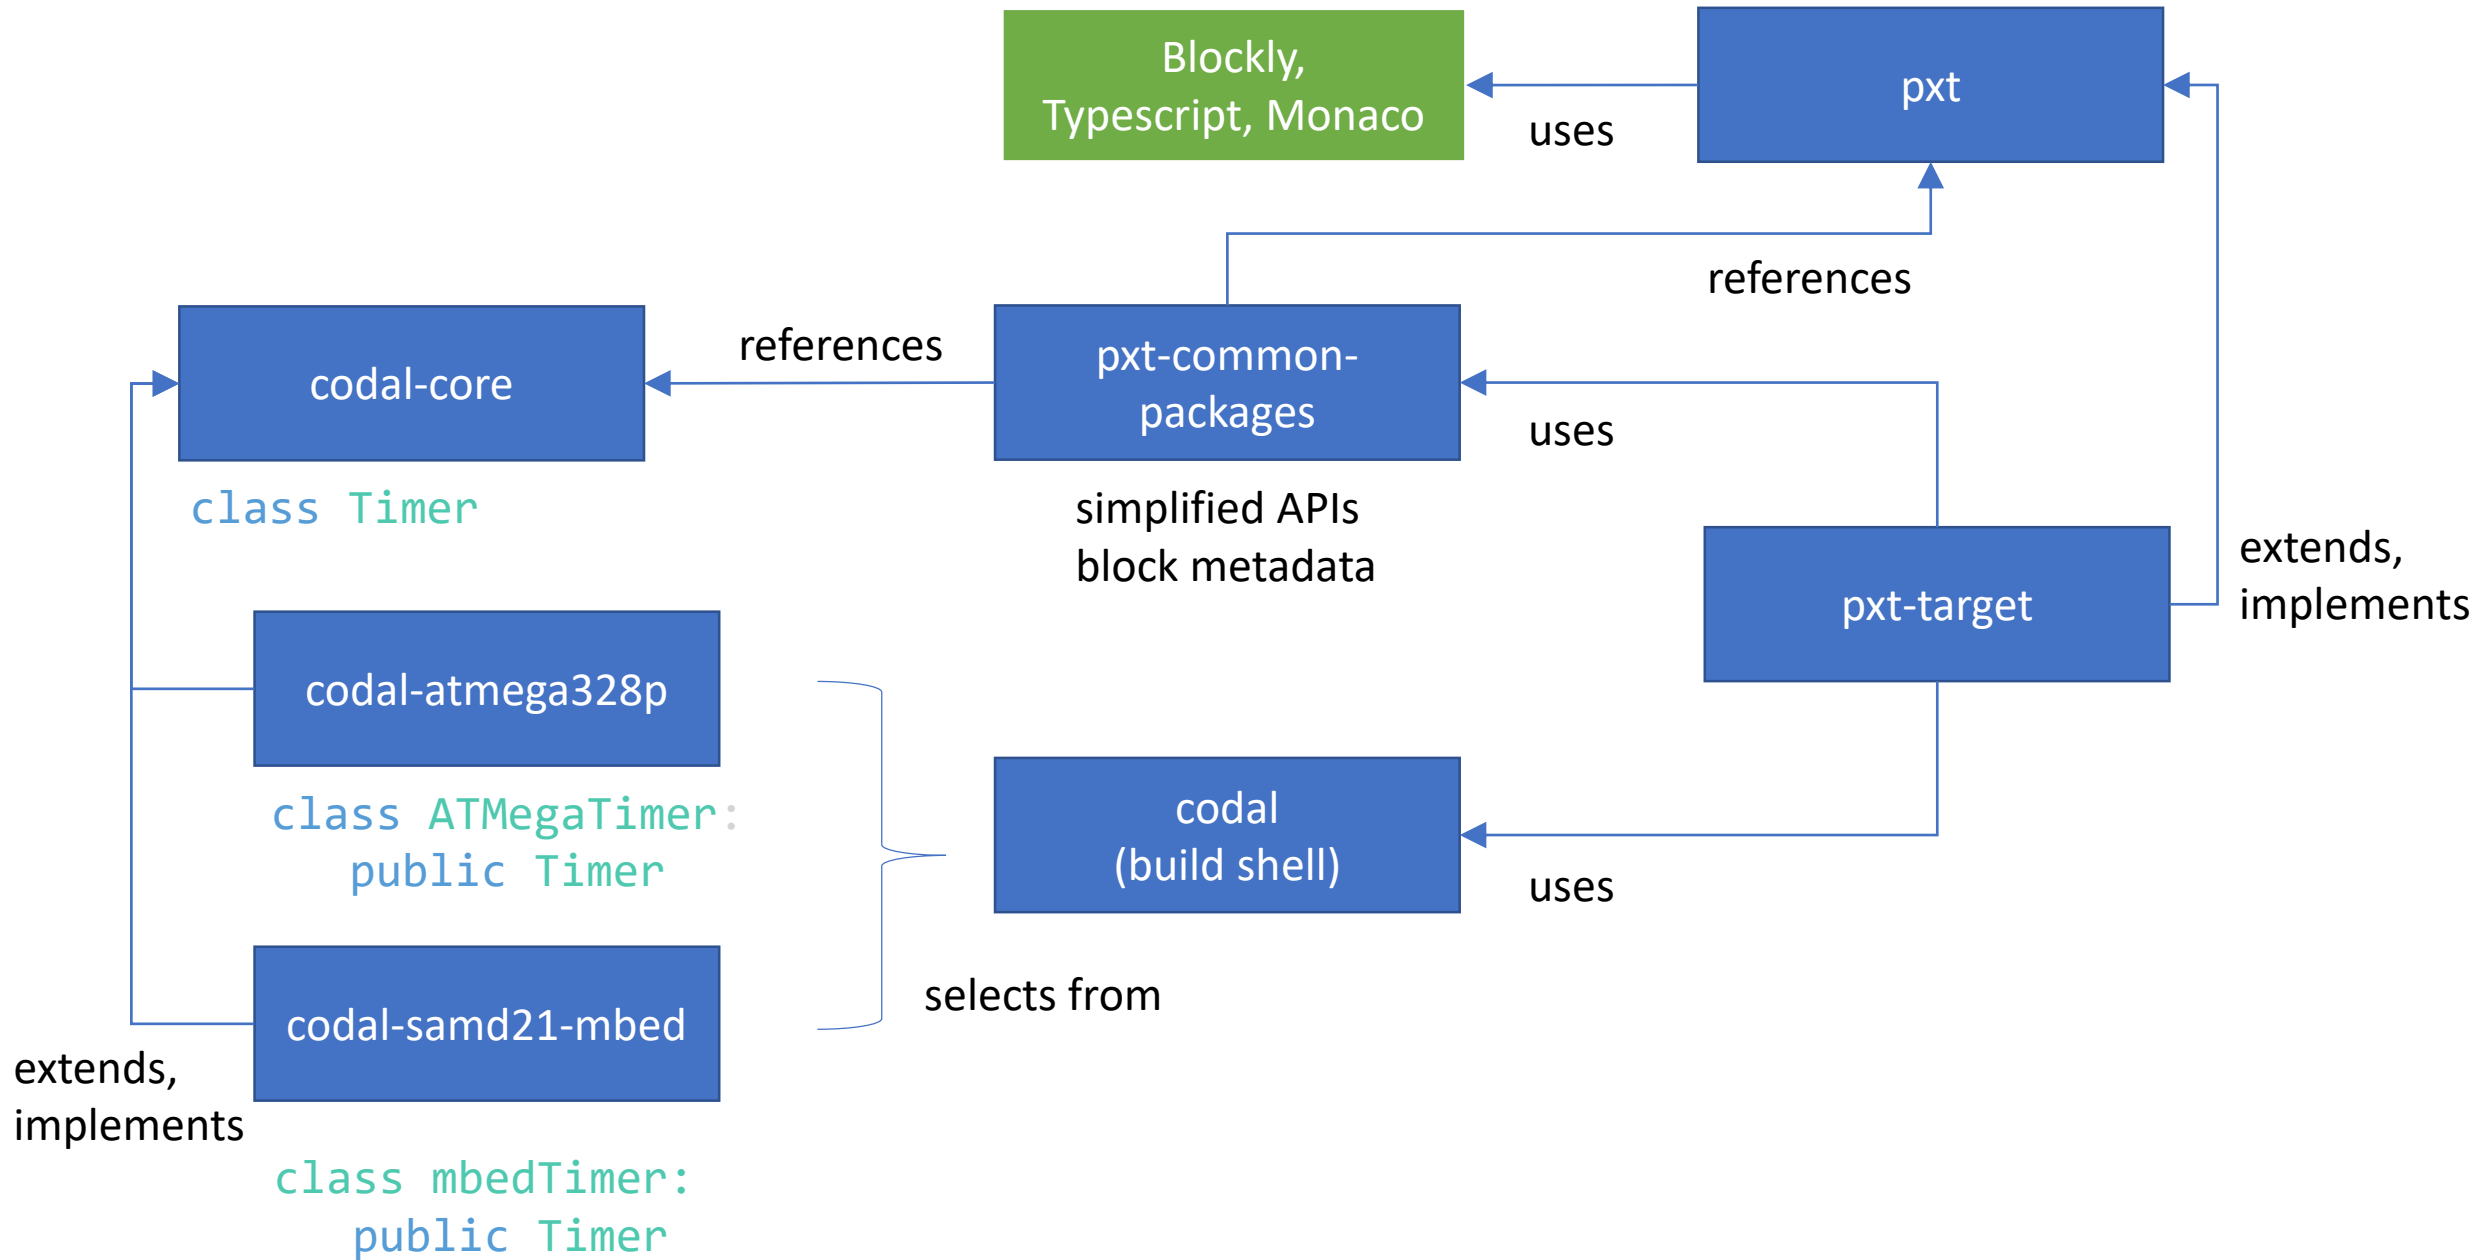 Blockly,
Typescript, Monaco
uses
pxt
references
codal-core
references
pxt-common-
packages
uses
class Timer
simplified APIs
block metadata
pxt-target
extends,
implements
codal-atmega328p
class ATMegaTimer:
public Timer
codal
(build shell)
uses
selects from
codal-samd21-mbed
extends,
implements
class mbedTimer:
public Timer